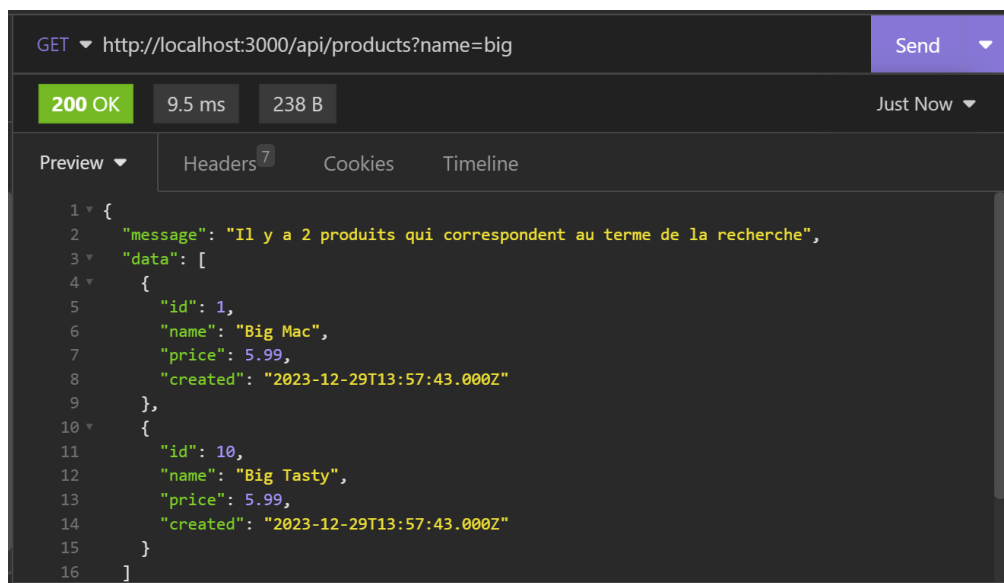 GET http://localhost:3000/api/products?name=big Send
200 OK 9.5 ms 238 B Just Now
Preview Headers 7 Cookies Timeline
1 {
2 "message": "Il y a 2 produits qui correspondent au terme de la recherche",
3 "data": [
4 {
5 "id": 1,
6 "name": "Big Mac",
7 "price": 5.99,
8 "created": "2023-12-29T13:57:43.000Z"
9 },
10 {
11 "id": 10,
12 "name": "Big Tasty",
13 "price": 5.99,
14 "created": "2023-12-29T13:57:43.000Z"
15 }
16 ]